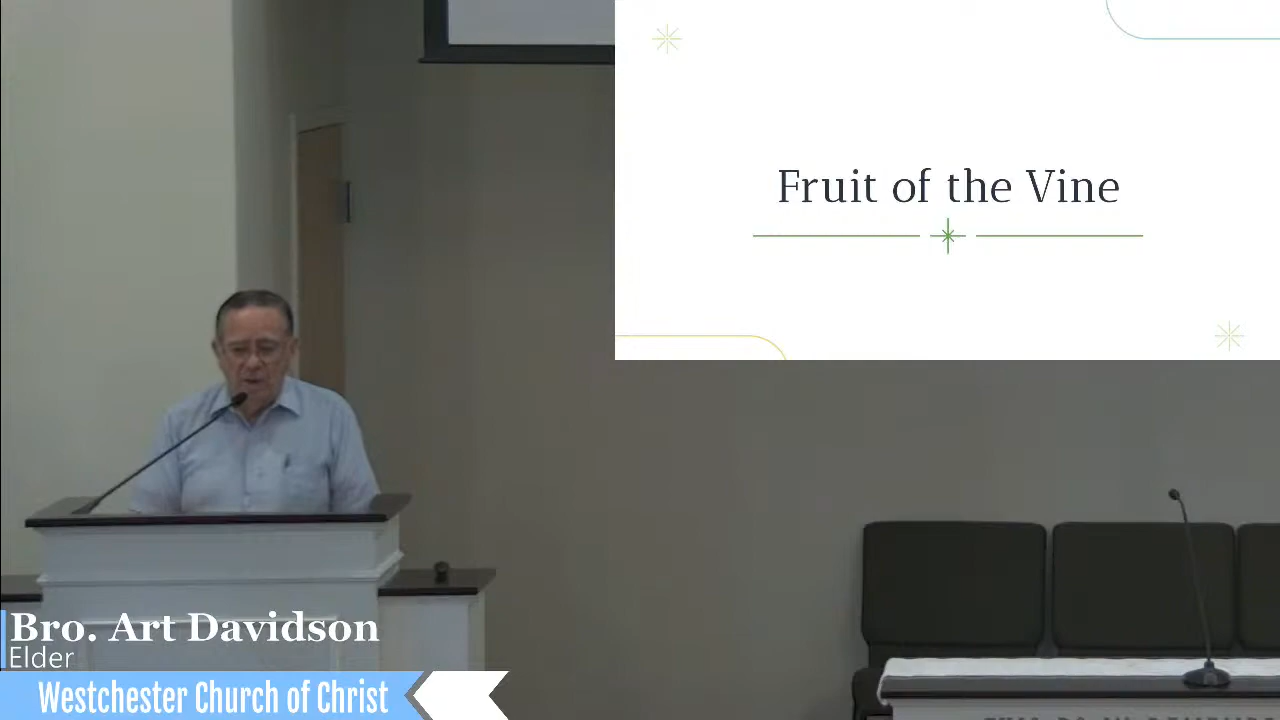 Fruit of the Vine
Bro. Art Davidson
Elder
Westchester Church of Christ